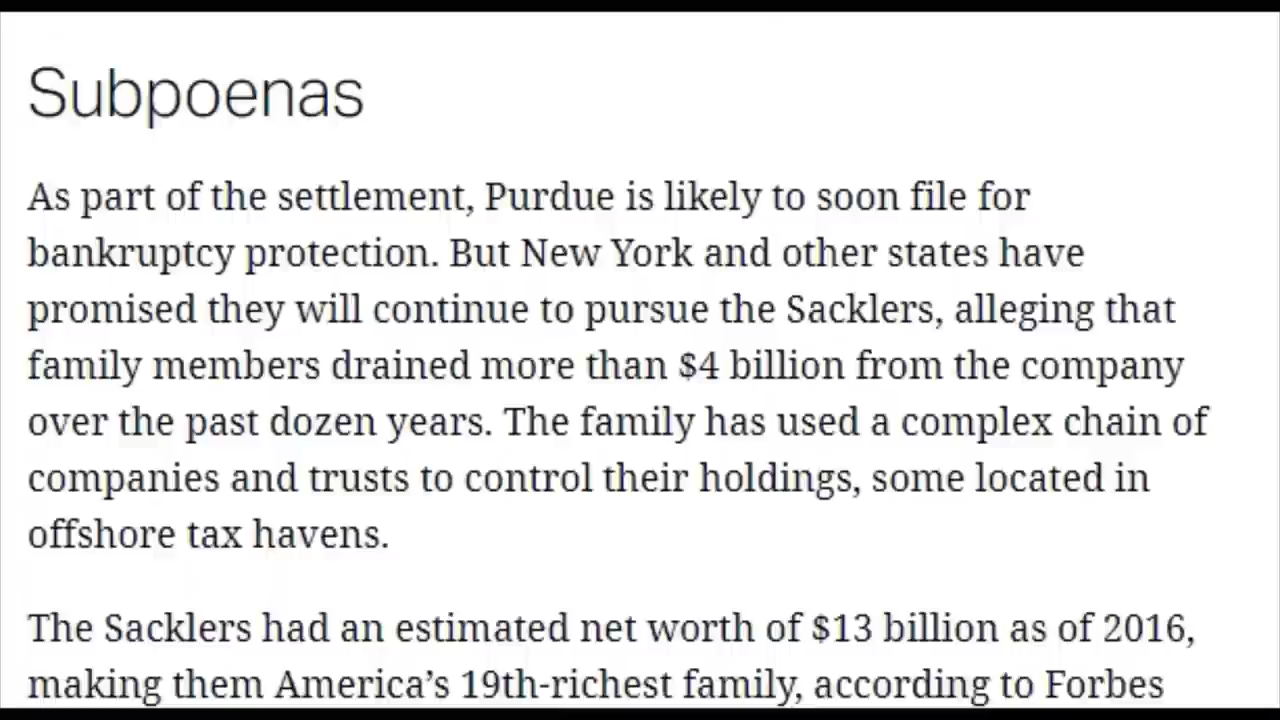 Subpoenas
As part of the settlement, Purdue is likely to soon file for
bankruptcy protection. But New York and other states have
promised they will continue to pursue the Sacklers, alleging that
family members drained more than $4 billion from the company
over the past dozen years. The family has used a complex chain of
companies and trusts to control their holdings, some located in
offshore tax havens.
The Sacklers had an estimated net worth of $13 billion as of 2016,
making them America’s 19th-richest family, according to Forbes